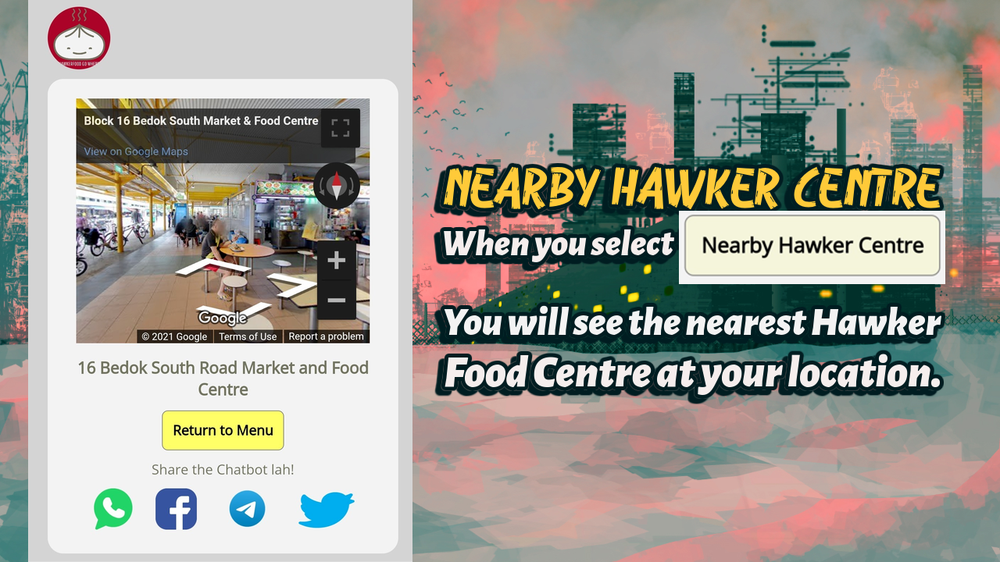 HAWKERFOOD GO WHERE
Block 16 Bedok South Market & Food Centre
View on Google Maps
Google
© 2021 Google
Terms of Use
Report a problem
16 Bedok South Road Market and Food
Centre
Return to Menu
Share the Chatbot lah!
NEARBY HAWKER CENTRE
When you select Nearby Hawker Centre
You will see the nearest Hawker
Food Centre at your location.